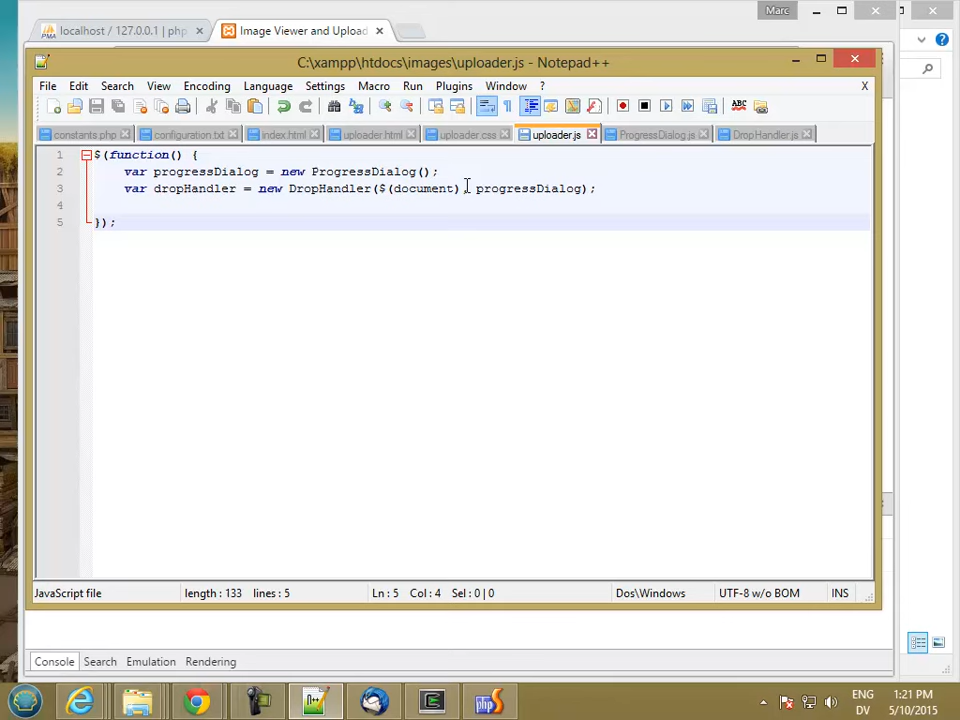 Marc
localhost / 127.0.0.1 | php
Image Viewer and Upload
C:\xampp\htdocs\images\uploader.js - Notepad++
File Edit Search View Encoding Language Settings Macro Run Plugins Window ? X
ABC
constants.php configuration.txt index.html uploader.html uploader.css uploader.js ProgressDialog.js DropHandler.js
1 $(function() {
2 var progressDialog = new ProgressDialog();
3 var dropHandler = new DropHandler($(document), progressDialog);
4
5 });
JavaScript file length : 133 lines : 5 Ln : 5 Col : 4 Sel : 0 | 0 Dos\Windows UTF-8 w/o BOM INS
Console Search Emulation Rendering
ENG 1:21 PM
DV 5/10/2015